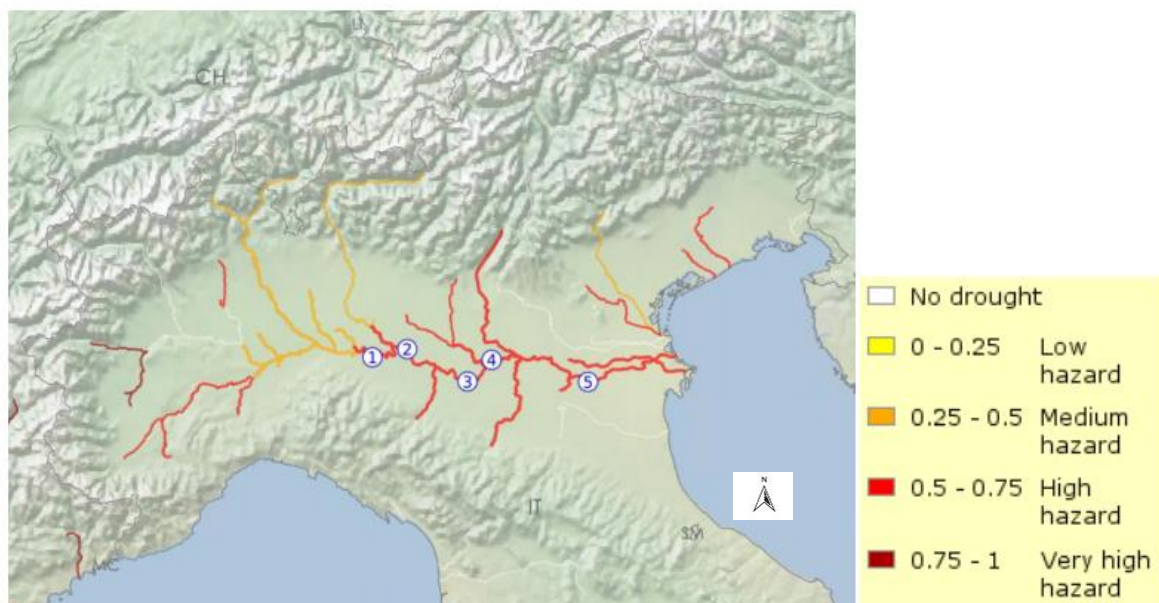 CH
1
2
3
4
5
N
IT
SM
MC
No drought
0 - 0.25 Low
hazard
0.25 - 0.5 Medium
hazard
0.5 - 0.75 High
hazard
0.75 - 1 Very high
hazard